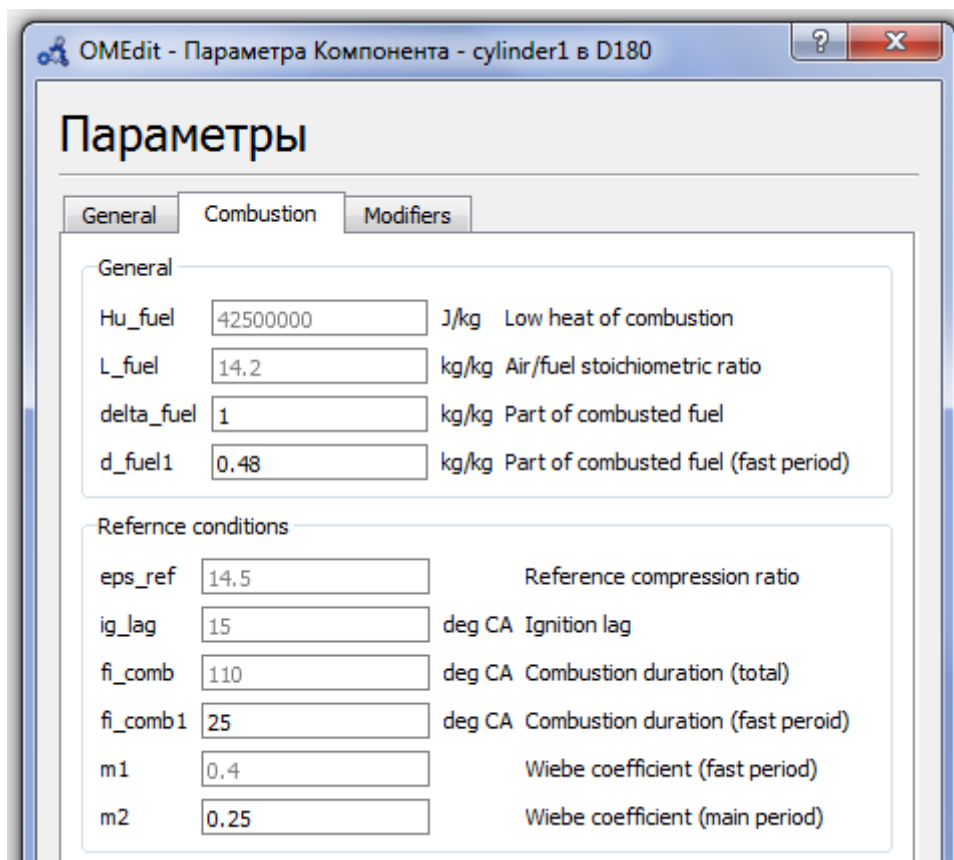 OMEdit - Параметра Компонента - cylinder1 в D180
?
x
Параметры
General Combustion Modifiers
General
Hu_fuel 42500000 J/kg Low heat of combustion
L_fuel 14.2 kg/kg Air/fuel stoichiometric ratio
delta_fuel 1 kg/kg Part of combusted fuel
d_fuel1 0.48 kg/kg Part of combusted fuel (fast period)
Refernce conditions
eps_ref 14.5 Reference compression ratio
ig_lag 15 deg CA Ignition lag
fi_comb 110 deg CA Combustion duration (total)
fi_comb1 25 deg CA Combustion duration (fast peroid)
m1 0.4 Wiebe coefficient (fast period)
m2 0.25 Wiebe coefficient (main period)